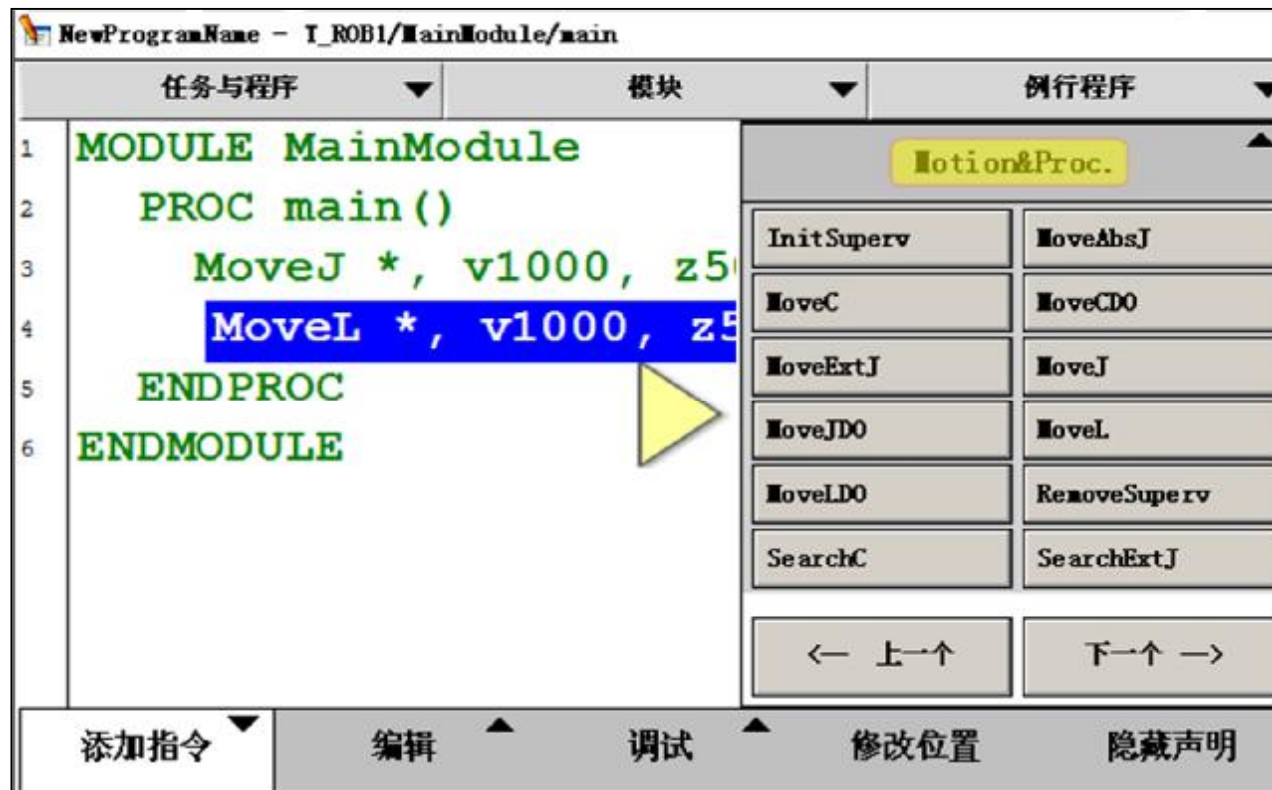 NewProgramName - T_ROB1/MainModule/main
任务与程序 模块 例行程序
1 MODULE MainModule
2 PROC main()
3 MoveJ *, v1000, z5
4 MoveL *, v1000, z5
5 ENDPROC
6 ENDMODULE
Motion&Proc.
InitSuperv MoveAbsJ
MoveC MoveCDO
MoveExtJ MoveJ
MoveJDO MoveL
MoveLDO RemoveSuperv
SearchC SearchExtJ
<— 上一个 下一个 —>
添加指令 编辑 调试 修改位置 隐藏声明